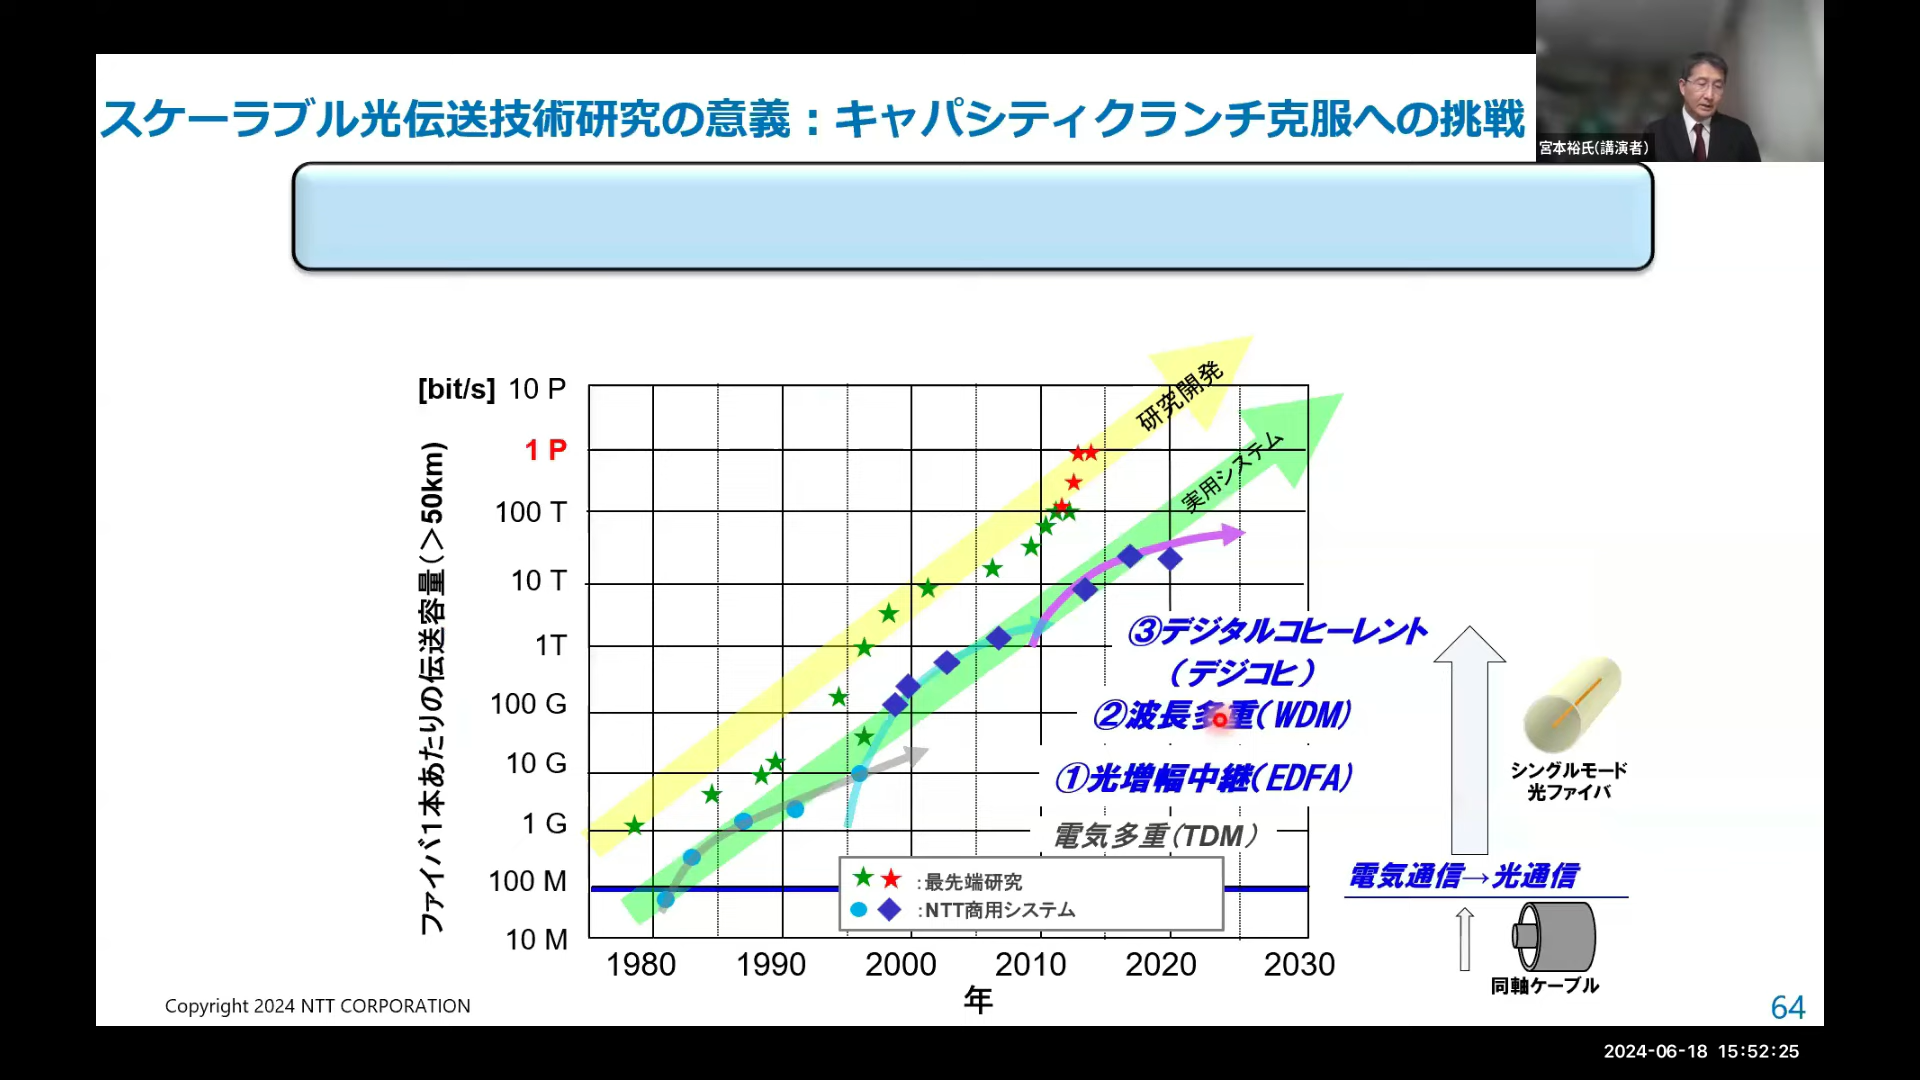 スケーラブル光伝送技術研究の意義：キャパシティクランチ克服への挑戦
宮本裕氏(講演者)
[bit/s]
10 P
1 P
100 T
10 T
1T
100 G
10 G
1 G
100 M
10 M
ファイバ1本あたりの伝送容量(＞50km)
研究開発
実用システム
③デジタルコヒーレント
（デジコヒ）
②波長多重(WDM)
①光増幅中継(EDFA)
電気多重(TDM)
：最先端研究
：NTT商用システム
1980 1990 2000 2010 2020 2030
年
シングルモード
光ファイバ
電気通信→光通信
同軸ケーブル
Copyright 2024 NTT CORPORATION
64
2024-06-18 15:52:25